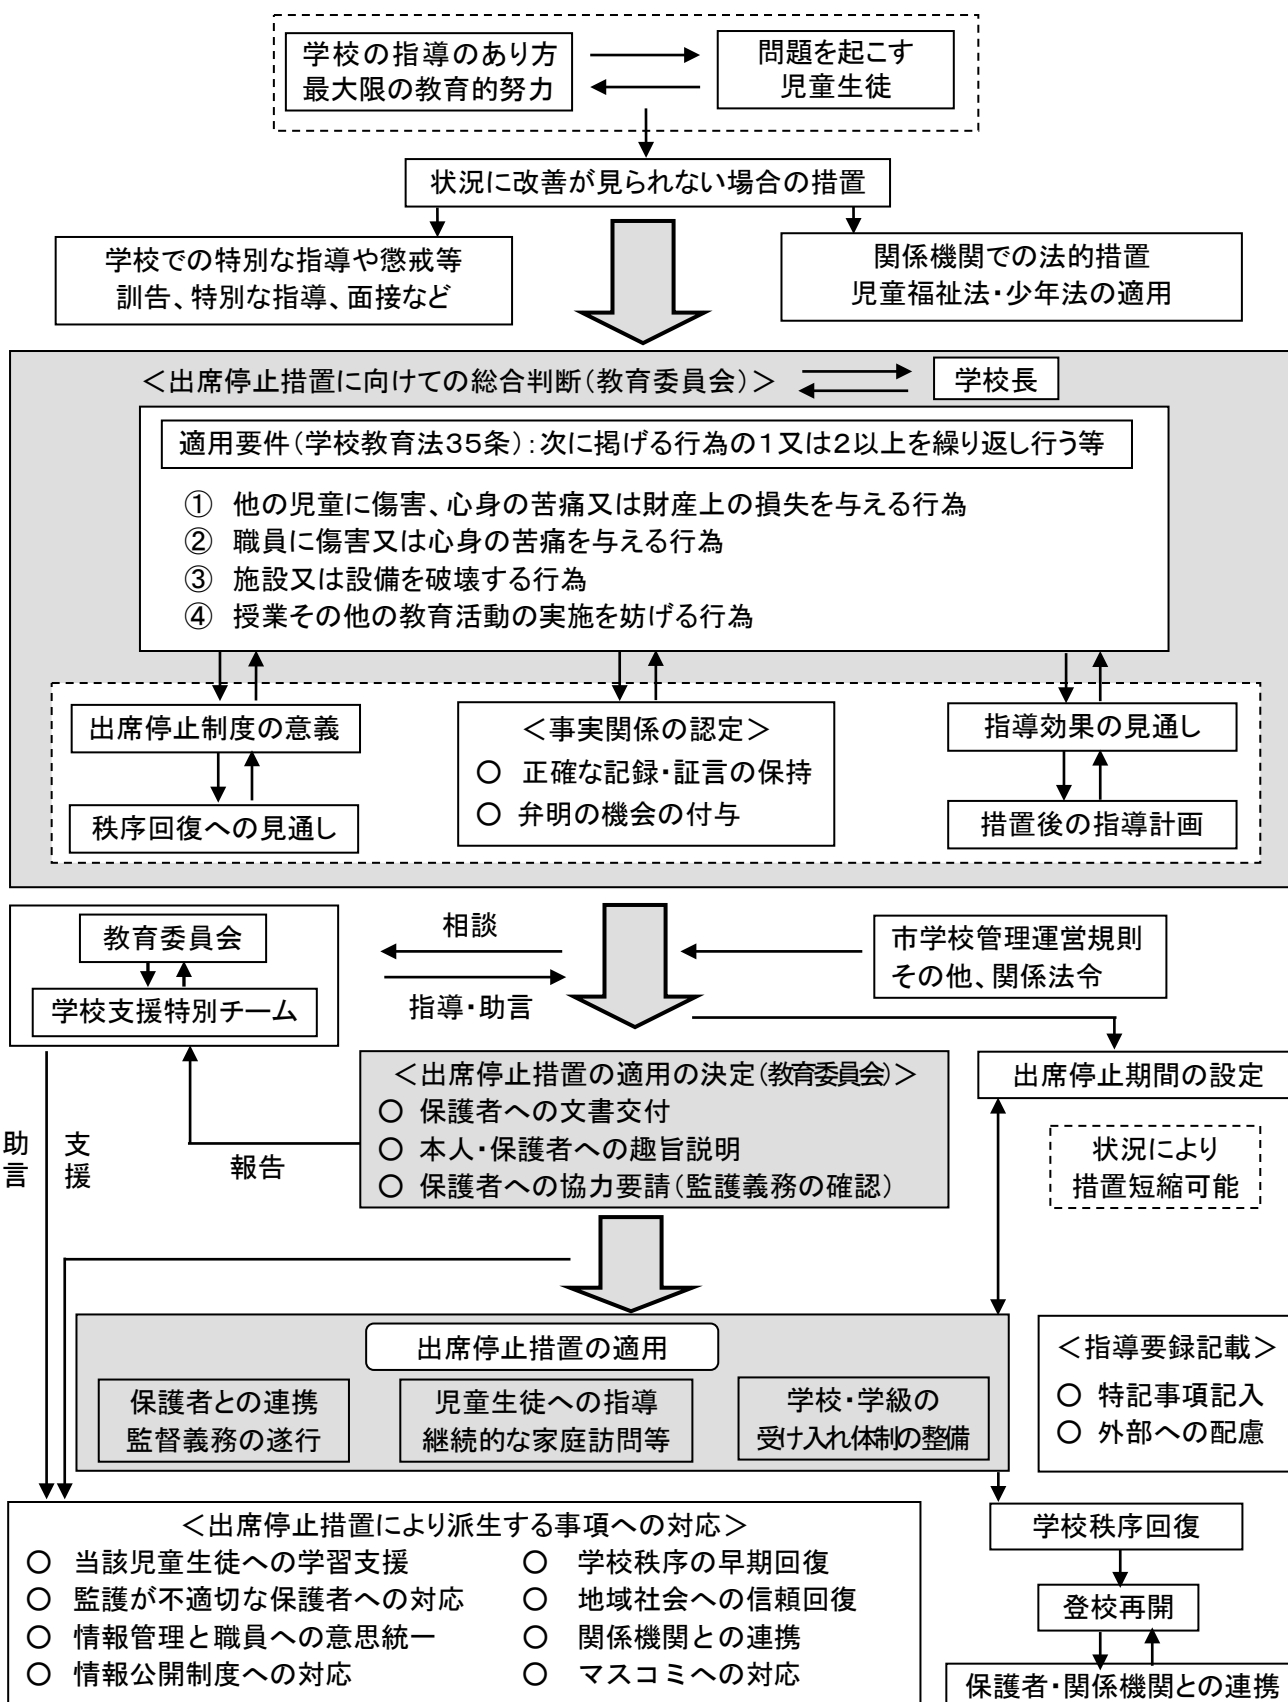 学校の指導のあり方
最大限の教育的努力
問題を起こす
児童生徒
状況に改善が見られない場合の措置
学校での特別な指導や懲戒等
訓告、特別な指導、面接など
関係機関での法的措置
児童福祉法・少年法の適用
＜出席停止措置に向けての総合判断（教育委員会）＞
学校長
適用要件（学校教育法３５条）：次に掲げる行為の１又は２以上を繰り返し行う等
① 他の児童に傷害、心身の苦痛又は財産上の損失を与える行為
② 職員に傷害又は心身の苦痛を与える行為
③ 施設又は設備を破壊する行為
④ 授業その他の教育活動の実施を妨げる行為
出席停止制度の意義
秩序回復への見通し
＜事実関係の認定＞
○ 正確な記録・証言の保持
○ 弁明の機会の付与
指導効果の見通し
措置後の指導計画
教育委員会
学校支援特別チーム
相談
指導・助言
市学校管理運営規則
その他、関係法令
＜出席停止措置の適用の決定（教育委員会）＞
○ 保護者への文書交付
○ 本人・保護者への趣旨説明
○ 保護者への協力要請（監護義務の確認）
出席停止期間の設定
状況により
措置短縮可能
助言
支援
報告
出席停止措置の適用
保護者との連携
監督義務の遂行
児童生徒への指導
継続的な家庭訪問等
学校・学級の
受け入れ体制の整備
＜指導要録記載＞
○ 特記事項記入
○ 外部への配慮
＜出席停止措置により派生する事項への対応＞
○ 当該児童生徒への学習支援
○ 監護が不適切な保護者への対応
○ 情報管理と職員への意思統一
○ 情報公開制度への対応
○ 学校秩序の早期回復
○ 地域社会への信頼回復
○ 関係機関との連携
○ マスコミへの対応
学校秩序回復
登校再開
保護者・関係機関との連携